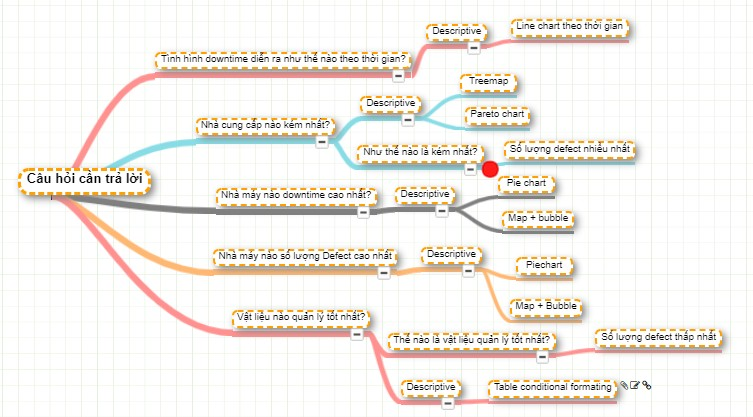 Câu hỏi cần trả lời
Tình hình downtime diễn ra như thế nào theo thời gian?
Descriptive
Line chart theo thời gian
Nhà cung cấp nào kém nhất?
Descriptive
Treemap
Pareto chart
Như thế nào là kém nhất?
Số lượng defect nhiều nhất
Nhà máy nào downtime cao nhất?
Descriptive
Pie chart
Map + bubble
Nhà máy nào số lượng Defect cao nhất
Descriptive
Piechart
Map + Bubble
Vật liệu nào quản lý tốt nhất?
Thế nào là vật liệu quản lý tốt nhất?
Số lượng defect thấp nhất
Descriptive
Table conditional formating